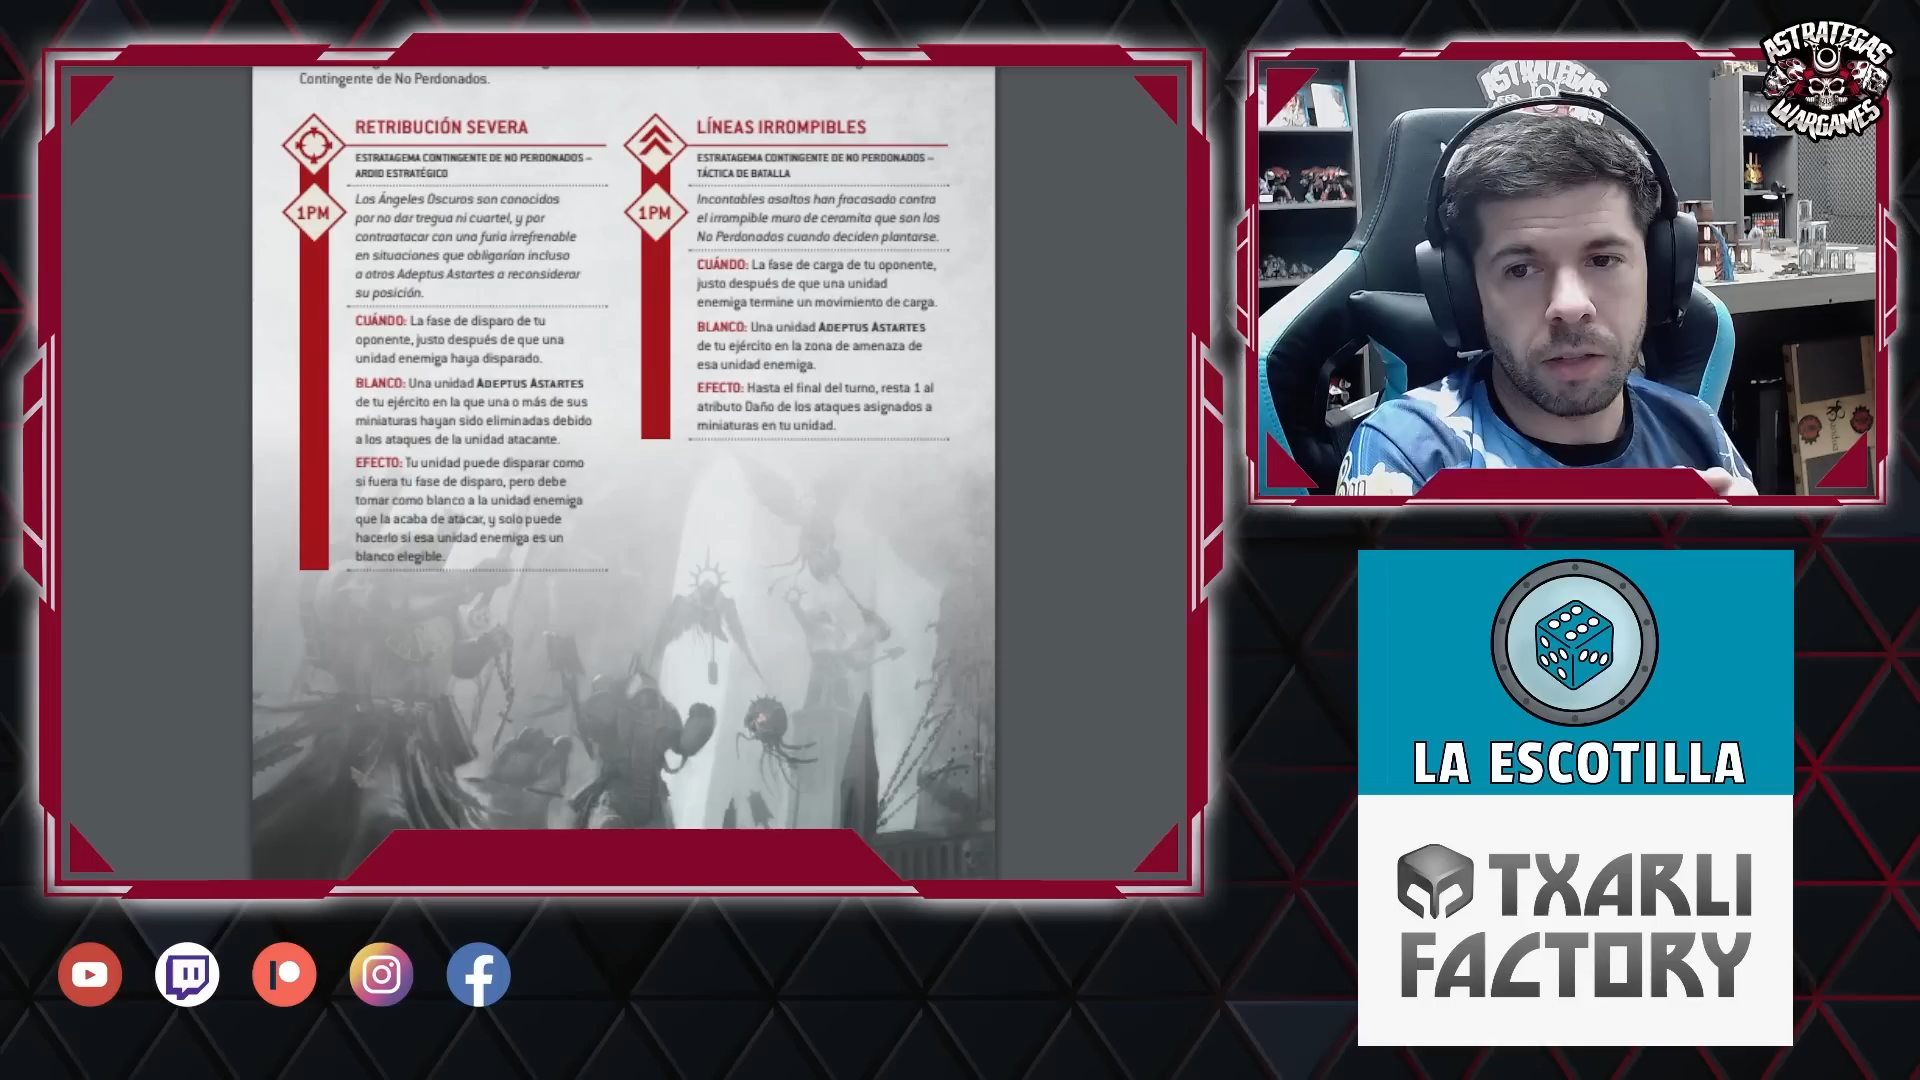 Contingente de No Perdonados.
RETRIBUCIÓN SEVERA
ESTRATAGEMA CONTINGENTE DE NO PERDONADOS –
ARDID ESTRATÉGICO
1PM
Los Ángeles Oscuros son conocidos
por no dar tregua ni cuartel, y por
contraatacar con una furia irrefrenable
en situaciones que obligarían incluso
a otros Adeptus Astartes a reconsiderar
su posición.
CUÁNDO: La fase de disparo de tu
oponente, justo después de que una
unidad enemiga haya disparado.
BLANCO: Una unidad ADEPTUS ASTARTES
de tu ejército en la que una o más de sus
miniaturas hayan sido eliminadas debido
a los ataques de la unidad atacante.
EFECTO: Tu unidad puede disparar como
si fuera tu fase de disparo, pero debe
tomar como blanco a la unidad enemiga
que la acaba de atacar, y solo puede
hacerlo si esa unidad enemiga es un
blanco elegible.
LÍNEAS IRROMPIBLES
ESTRATAGEMA CONTINGENTE DE NO PERDONADOS –
TÁCTICA DE BATALLA
1PM
Incontables asaltos han fracasado contra
el irrompible muro de ceramita que son los
No Perdonados cuando deciden plantarse.
CUÁNDO: La fase de carga de tu oponente,
justo después de que una unidad
enemiga termine un movimiento de carga.
BLANCO: Una unidad ADEPTUS ASTARTES
de tu ejército en la zona de amenaza de
esa unidad enemiga.
EFECTO: Hasta el final del turno, resta 1 al
atributo Daño de los ataques asignados a
miniaturas en tu unidad.
ASTRATEGAS
WARGAMES
ASTRATEGAS
LA ESCOTILLA
TXARLI
FACTORY